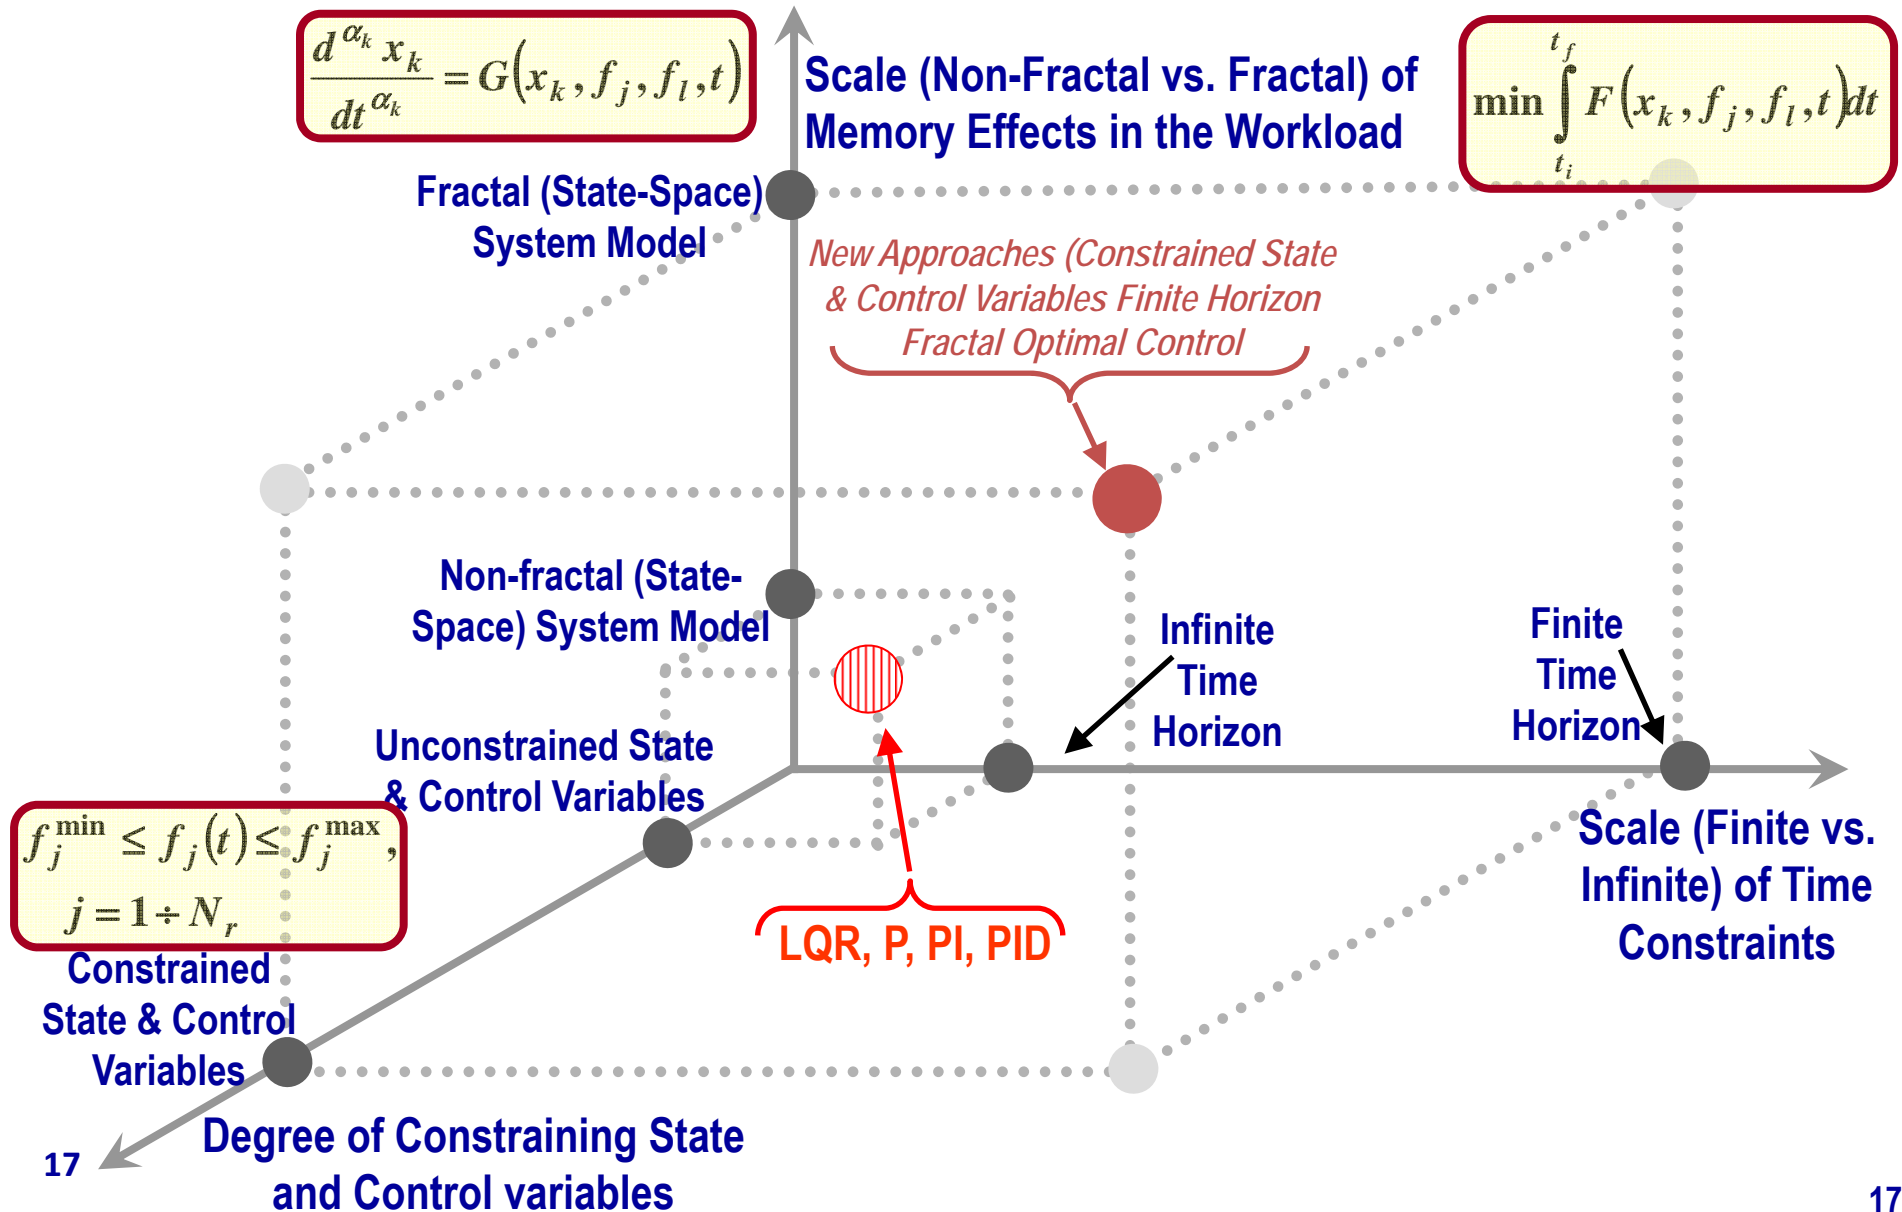 d^{α_k} x_k / dt^{α_k} = G(x_k, f_j, f_l, t)
Scale (Non-Fractal vs. Fractal) of
Memory Effects in the Workload
min ∫_{t_i}^{t_f} F(x_k, f_j, f_l, t)dt
Fractal (State-Space)
System Model
New Approaches (Constrained State
& Control Variables Finite Horizon
Fractal Optimal Control
Non-fractal (State-
Space) System Model
Infinite
Time
Horizon
Finite
Time
Horizon
Unconstrained State
& Control Variables
f_j^{min} ≤ f_j(t) ≤ f_j^{max},
j = 1 ÷ N_r
Scale (Finite vs.
Infinite) of Time
Constraints
LQR, P, PI, PID
Constrained
State & Control
Variables
Degree of Constraining State
and Control variables
17
17